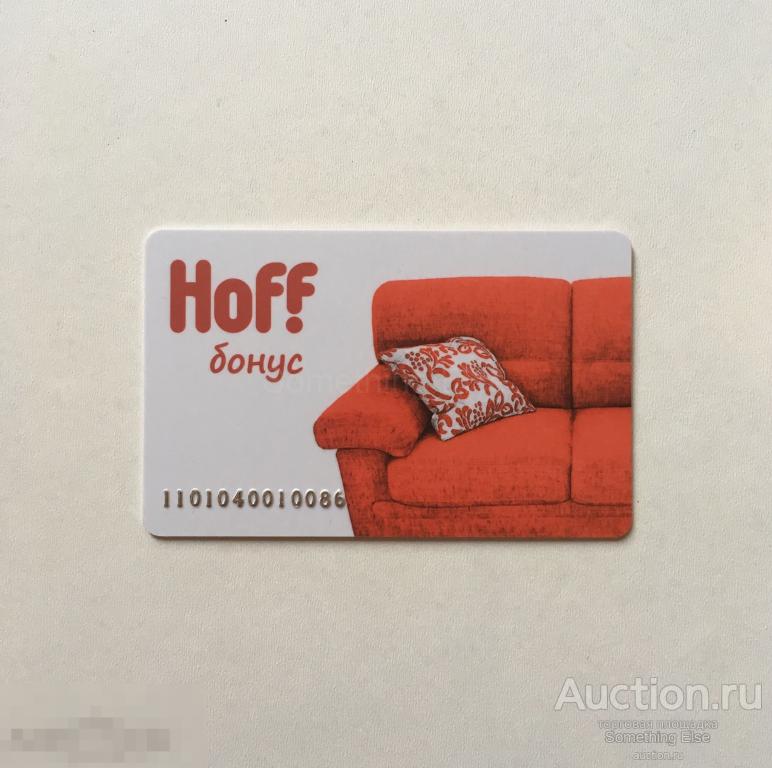 Hoff
бонус
1101040010086
Auction.ru
торговая площадка
Something Else
auction.ru